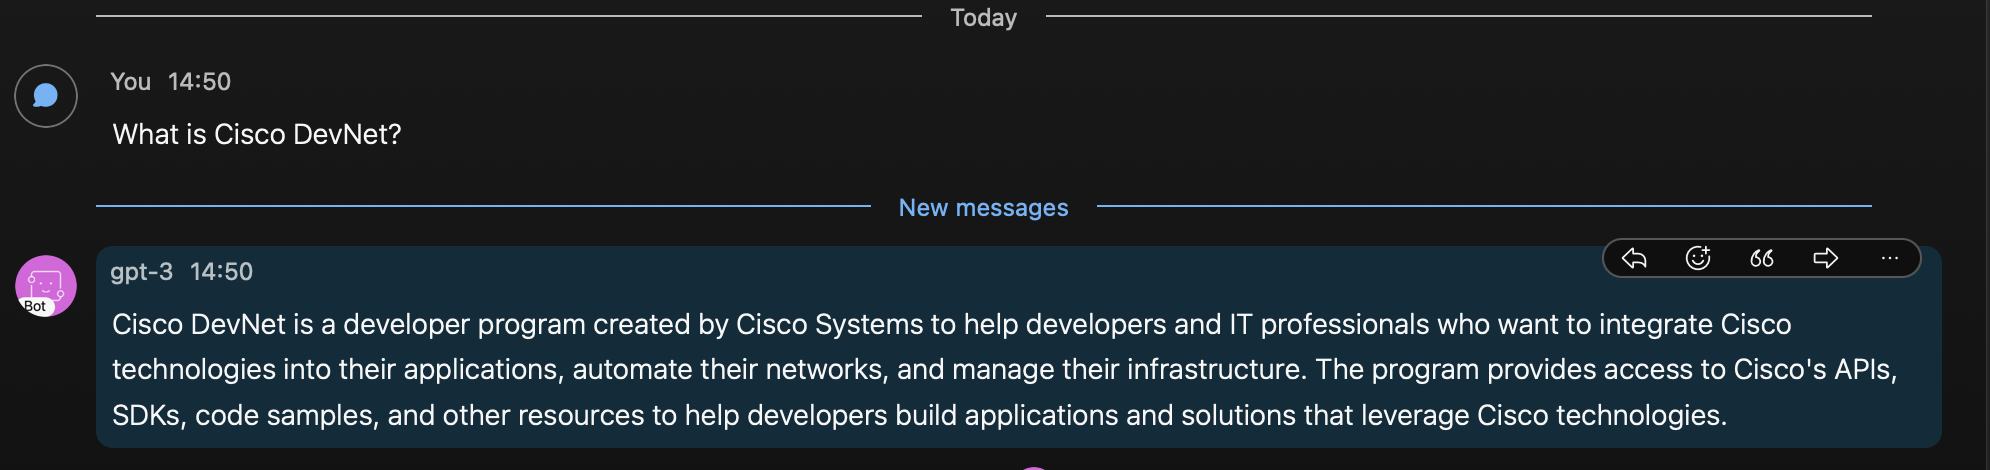 Today
You 14:50
What is Cisco DevNet?
New messages
gpt-3 14:50
Bot
Cisco DevNet is a developer program created by Cisco Systems to help developers and IT professionals who want to integrate Cisco
technologies into their applications, automate their networks, and manage their infrastructure. The program provides access to Cisco's APIs,
SDKs, code samples, and other resources to help developers build applications and solutions that leverage Cisco technologies.